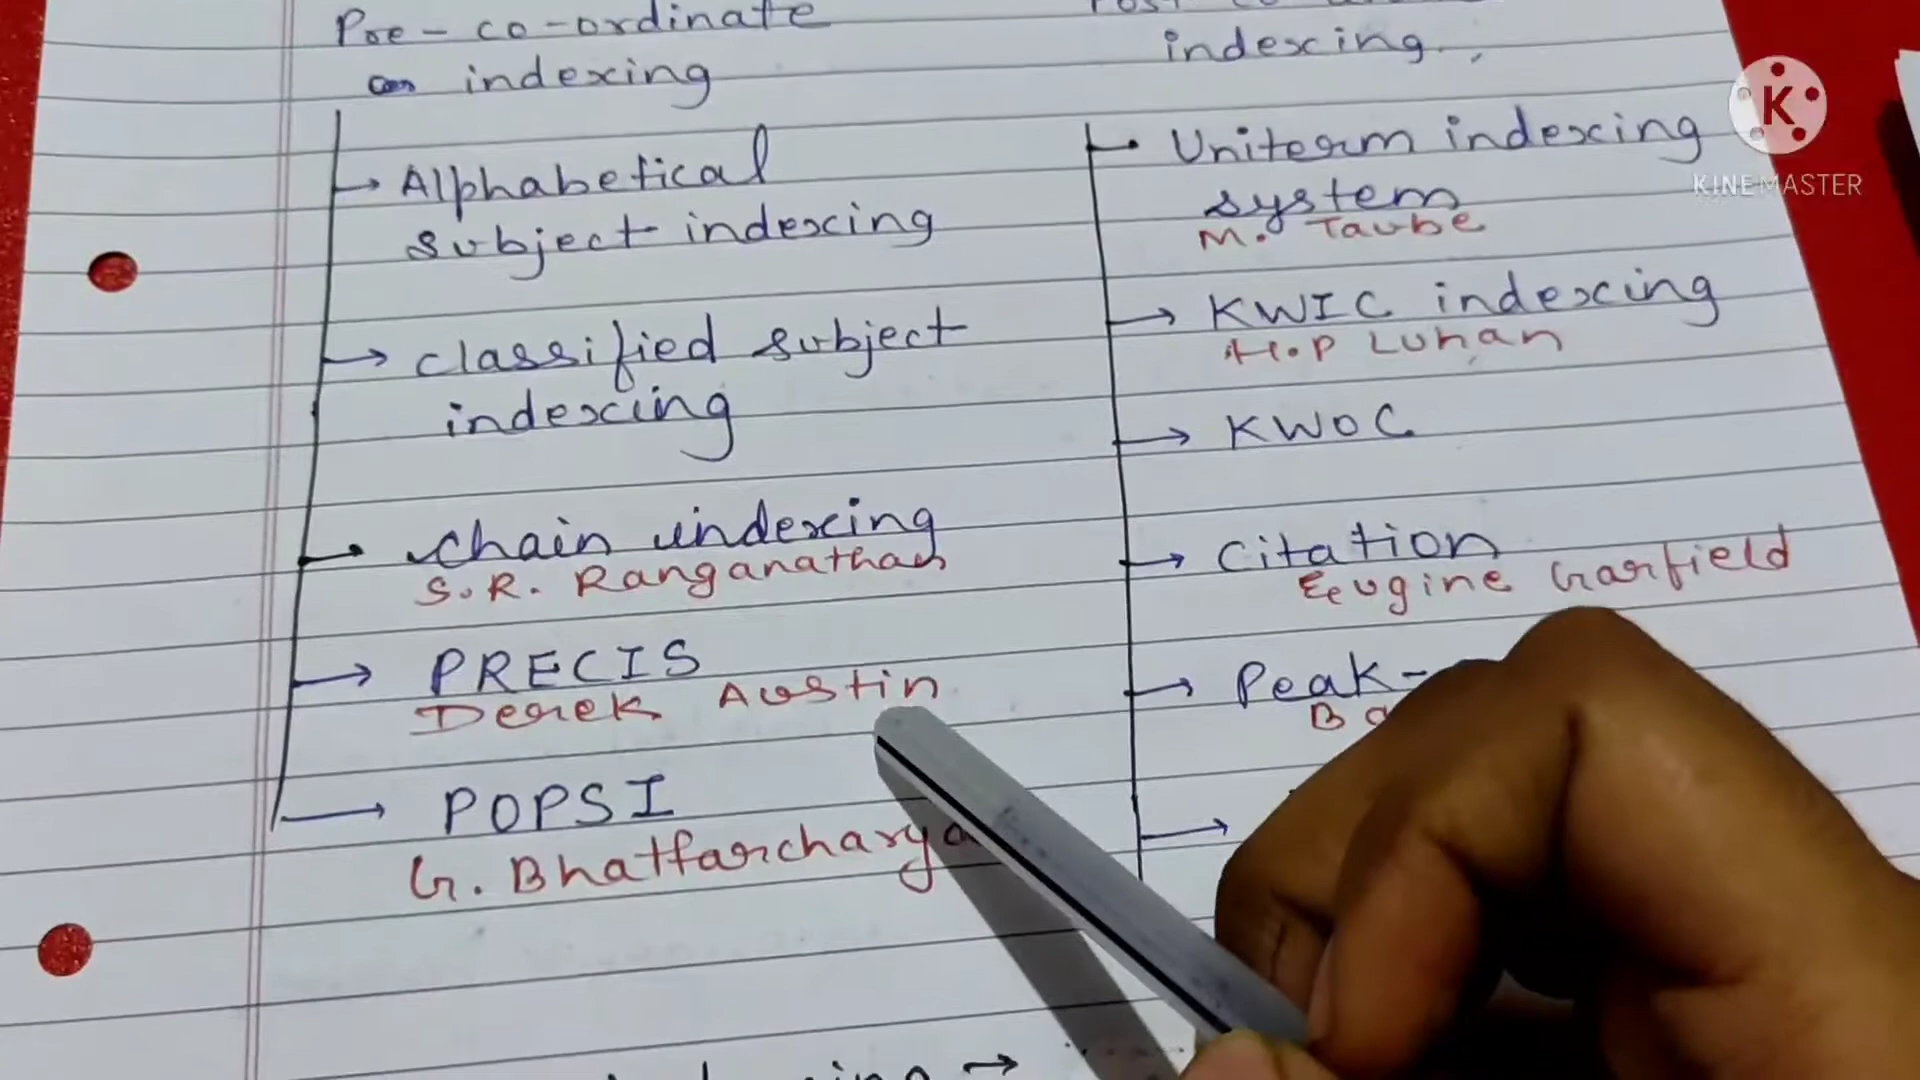 Pre-co-ordinate
indexing
Alphabetical
subject indexing
classified subject
indexing
chain indexing
S.R. Ranganathan
PRECIS
Derek Austin
POPSI
G. Bhattarcharya
indexing.
Uniterm indexing
system
M. Taube
KWIC indexing
H.P Luhan
KWOC
Citation
Eugine Garfield
Peak-
K
KINEMASTER